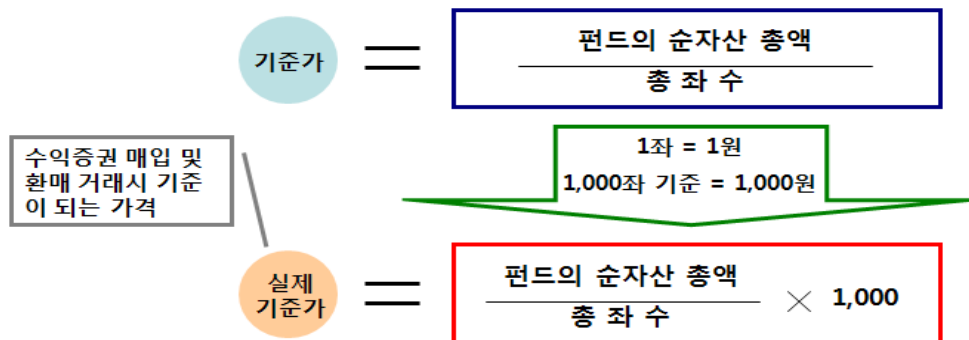 기준가
펀드의 순자산 총액
총 좌 수
수익증권 매입 및
환매 거래시 기준
이 되는 가격
1좌 = 1원
1,000좌 기준 = 1,000원
실제
기준가
펀드의 순자산 총액
총 좌 수
× 1,000